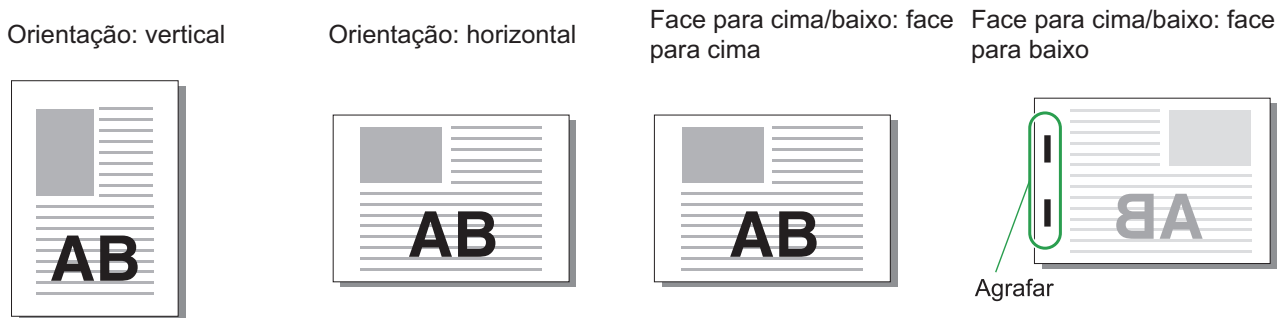 Orientação: vertical
Orientação: horizontal
Face para cima/baixo: face
para cima
Face para cima/baixo: face
para baixo
AB
AB
AB
AB
Agrafar